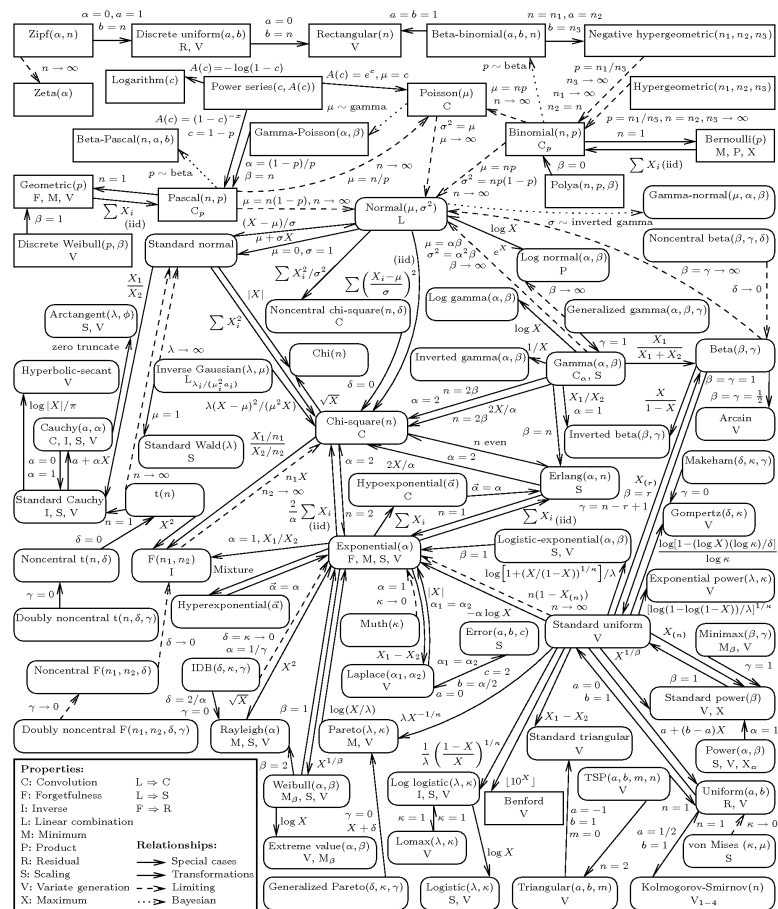 Zipf(α, n)
α = 0, a = 1
b = n
Discrete uniform(a, b)
R, V
a = 0
b = n
Rectangular(n)
V
a = b = 1
Beta-binomial(a, b, n)
n = n₁, a = n₂
b = n₃
Negative hypergeometric(n₁, n₂, n₃)
n → ∞
Zeta(α)
Logarithm(c)
A(c)=−log(1−c)
Power series(c, A(c))
A(c) = eᶜ, μ = c
Poisson(μ)
C
p ~ beta
p = n₁/n₃
n₃ → ∞
n₁ → ∞
n₂ = n
Hypergeometric(n₁, n₂, n₃)
μ = np
n → ∞
p = n₁/n₃, n = n₂, n₃ → ∞
A(c) = (1−c)⁻ˣ
c = 1 − p
μ ~ gamma
Beta-Pascal(n, a, b)
Gamma-Poisson(α, β)
σ² = μ
μ → ∞
Binomial(n, p)
Cₚ
n = 1
∑ Xᵢ(iid)
Bernoulli(p)
M, P, X
p ~ beta
α = (1 − p)/p
β = n
n → ∞
μ = n/p
μ = np
σ² = np(1−p)
n → ∞
β = 0
Polya(n, p, β)
Geometric(p)
F, M, V
n = 1
∑ Xᵢ
(iid)
Pascal(n, p)
Cₚ
μ = n(1−p), n → ∞
Normal(μ, σ²)
L
Gamma-normal(μ, α, β)
σ ~ inverted gamma
β = 1
Discrete Weibull(p, β)
V
Standard normal
(X − μ)/σ
μ + σX
μ = 0, σ = 1
(iid)
μ = αβ
σ² = α²β
β → ∞
log X
eˣ
Log normal(α, β)
P
Noncentral beta(β, γ, δ)
X₁
X₂
∑ Xᵢ²/σ²
∑ (Xᵢ−μ / σ)²
β → ∞
β = γ → ∞
δ → 0
Arctangent(λ, φ)
S, V
|X|
Noncentral chi-square(n, δ)
C
Log gamma(α, β)
log X
Generalized gamma(α, β, γ)
∑ Xᵢ²
zero truncate
λ → ∞
Chi(n)
Inverted gamma(α, β)
1/X
γ = 1
Gamma(α, β)
Cα, S
X₁
X₁ + X₂
Beta(β, γ)
Hyperbolic-secant
V
Inverse Gaussian(λ, μ)
L λᵢ/(μᵢ²aᵢ)
δ = 0
√X
α = 2
n = 2β
2X/α
n = 2β
X₁/X₂
α = 1
X
1 − X
β = γ = 1
β = γ = ½
Arcsin
V
log |X|/π
λ(X − μ)²/(μ²X)
Cauchy(a, α)
C, I, S, V
μ = 1
Standard Wald(λ)
S
X₁/n₁
X₂/n₂
Chi-square(n)
C
n even
α = 2
β = n
Inverted beta(β, γ)
a = 0
α = 1
a + αX
Makeham(δ, κ, γ)
n → ∞
n₁X
n₂ → ∞
α = 2
2X/α
Hypoexponential(α⃗)
C
α⃗ = α
Erlang(α, n)
S
X₍ᵣ₎
β = r
γ = n − r + 1
γ = 0
Standard Cauchy
I, S, V
n = 1
t(n)
X²
n = 2
2/α ∑ Xᵢ
(iid)
∑ Xᵢ
n = 1
∑ Xᵢ(iid)
Gompertz(δ, κ)
V
δ = 0
Noncentral t(n, δ)
F(n₁, n₂)
I
α = 1, X₁/X₂
Mixture
Exponential(α)
F, M, S, V
β = 1
Logistic-exponential(α, β)
S, V
log[1−(log X)(log κ)/δ]
log κ
log[1+(X/(1−X))^1/κ]/λ
Exponential power(λ, κ)
V
γ = 0
α⃗ = α
Hyperexponential(α⃗)
α = 1
κ → 0
|X|
α₁ = α₂
n(1 − X₍ₙ₎)
n → ∞
[log(1−log(1−X))/λ]^1/κ
Doubly noncentral t(n, δ, γ)
−α log X
Muth(κ)
δ → 0
δ = κ → 0
α = 1/γ
X₁ − X₂
Error(a, b, c)
S
Standard uniform
V
X₍ₙ₎
Minimax(β, γ)
Mβ, V
Noncentral F(n₁, n₂, δ)
IDB(δ, κ, γ)
X²
Laplace(α₁, α₂)
V
α₁ = α₂
c = 2
b = α/2
a = 0
X^1/β
β = 1
γ = 1
γ → 0
δ = 2/α
γ = 0
√X
β = 1
log(X/λ)
λX^−1/κ
a = 0
b = 1
Standard power(β)
V, X
Doubly noncentral F(n₁, n₂, δ, γ)
Rayleigh(α)
M, S, V
Pareto(λ, κ)
M, V
X₁ − X₂
Standard triangular
V
a + (b−a)X
α = 1
Properties:
C: Convolution L ⇒ C
F: Forgetfulness L ⇒ S
I: Inverse F ⇒ R
L: Linear combination
M: Minimum
P: Product
R: Residual
S: Scaling
V: Variate generation
X: Maximum
Relationships:
Special cases
Transformations
Limiting
Bayesian
β = 2
X^1/β
1/λ (1−X / X)^1/κ
Power(α, β)
S, V, Xα
Weibull(α, β)
Mβ, S, V
Log logistic(λ, κ)
I, S, V
⌊10ˣ⌋
Benford
V
TSP(a, b, m, n)
V
Uniform(a, b)
R, V
n = 1
log X
γ = 0
X + δ
κ = 1
κ = 1
a = −1
b = 1
m = 0
n = 1
κ → 0
Extreme value(α, β)
V, Mβ
Lomax(λ, κ)
V
log X
a = 1/2
b = 1
von Mises (κ, μ)
S
n = 2
Generalized Pareto(δ, κ, γ)
Logistic(λ, κ)
S, V
Triangular(a, b, m)
V
Kolmogorov-Smirnov(n)
V₁₋₄